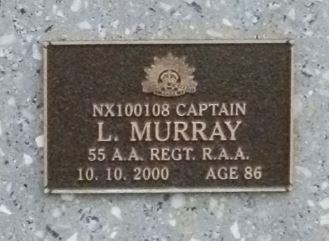 NX100108 CAPTAIN
L. MURRAY
55 A.A. REGT. R.A.A.
10. 10. 2000 AGE 86